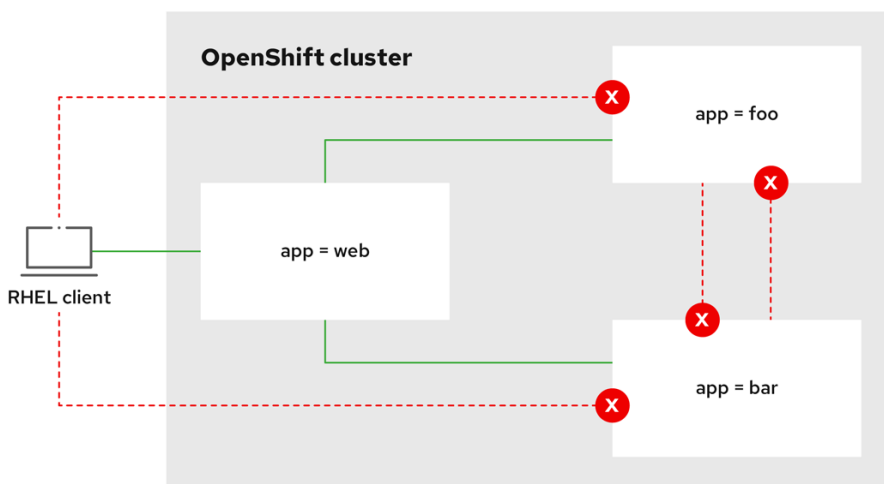 OpenShift cluster
X
app = foo
X
app = web
RHEL client
X
app = bar
X